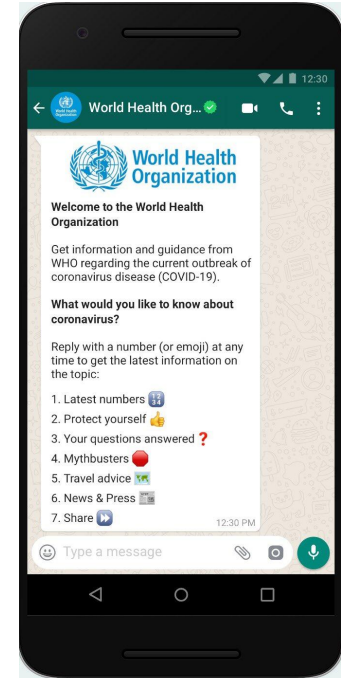 12:30
World Health Org...
World Health
Organization
Welcome to the World Health
Organization
Get information and guidance from
WHO regarding the current outbreak of
coronavirus disease (COVID-19).
What would you like to know about
coronavirus?
Reply with a number (or emoji) at any
time to get the latest information on
the topic:
1. Latest numbers 🔢
2. Protect yourself 👍
3. Your questions answered ❓
4. Mythbusters 🛑
5. Travel advice 🗺️
6. News & Press 📰
7. Share ⏩
12:30 PM
Type a message